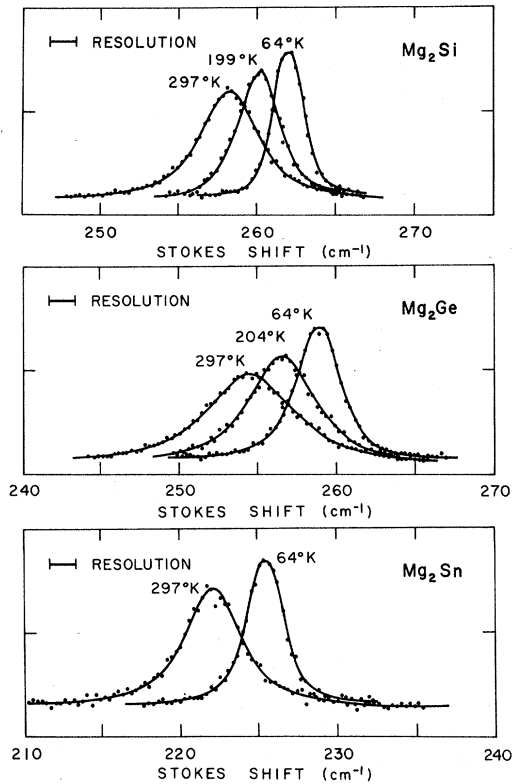 RESOLUTION
Mg₂Si
64°K
199°K
297°K
250 260 270
STOKES SHIFT (cm⁻¹)
RESOLUTION
Mg₂Ge
64°K
204°K
297°K
240 250 260 270
STOKES SHIFT (cm⁻¹)
RESOLUTION
Mg₂Sn
64°K
297°K
210 220 230 240
STOKES SHIFT (cm⁻¹)